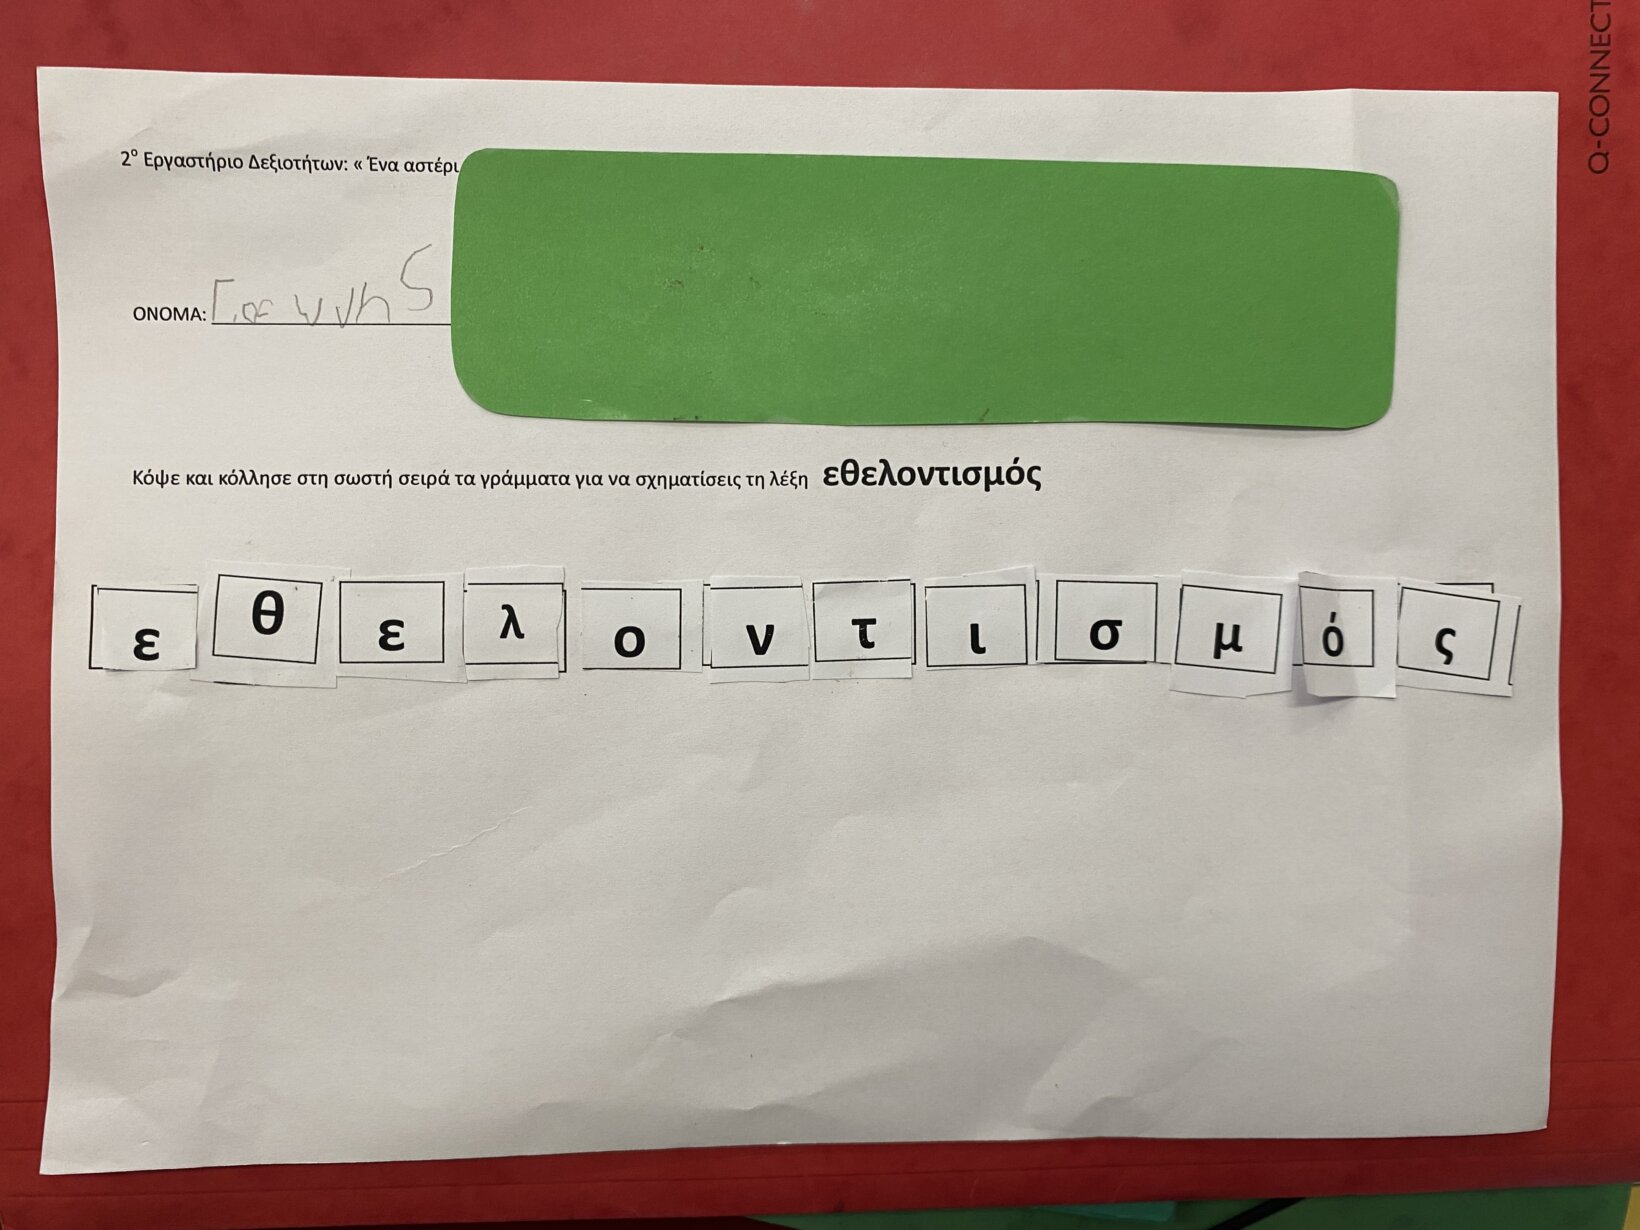 Q-CONNECT
2ο Εργαστήριο Δεξιοτήτων: « Ένα αστέρι
ΟΝΟΜΑ: Γιαννης
Κόψε και κόλλησε στη σωστή σειρά τα γράμματα για να σχηματίσεις τη λέξη εθελοντισμός
ε θ ε λ ο ν τ ι σ μ ό ς